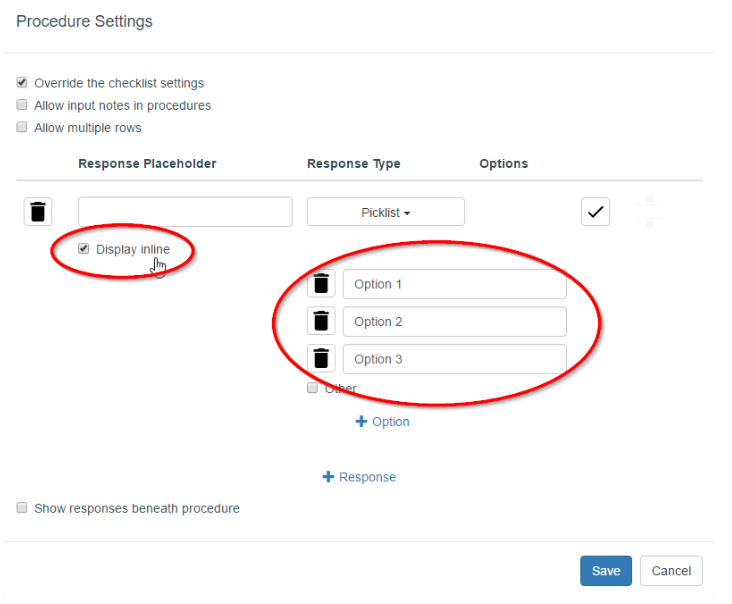 Procedure Settings
Override the checklist settings
Allow input notes in procedures
Allow multiple rows
Response Placeholder Response Type Options
Picklist
Display inline
Option 1
Option 2
Option 3
Other
+ Option
+ Response
Show responses beneath procedure
Save Cancel